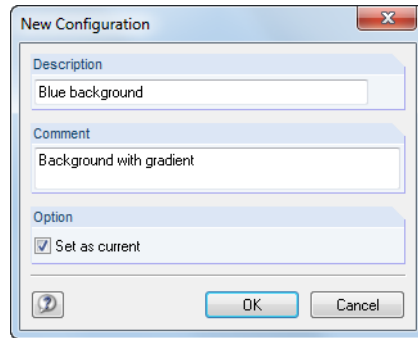 New Configuration
Description
Blue background
Comment
Background with gradient
Option
Set as current
OK Cancel